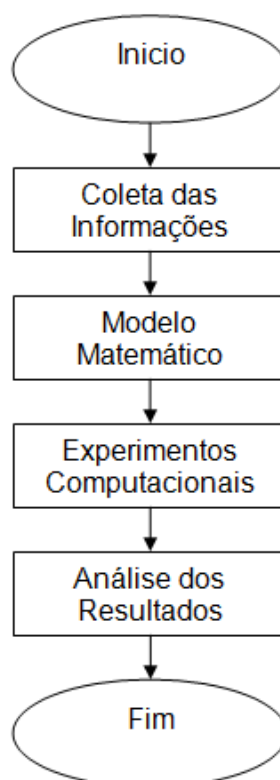 Inicio
Coleta das
Informações
Modelo
Matemático
Experimentos
Computacionais
Análise dos
Resultados
Fim